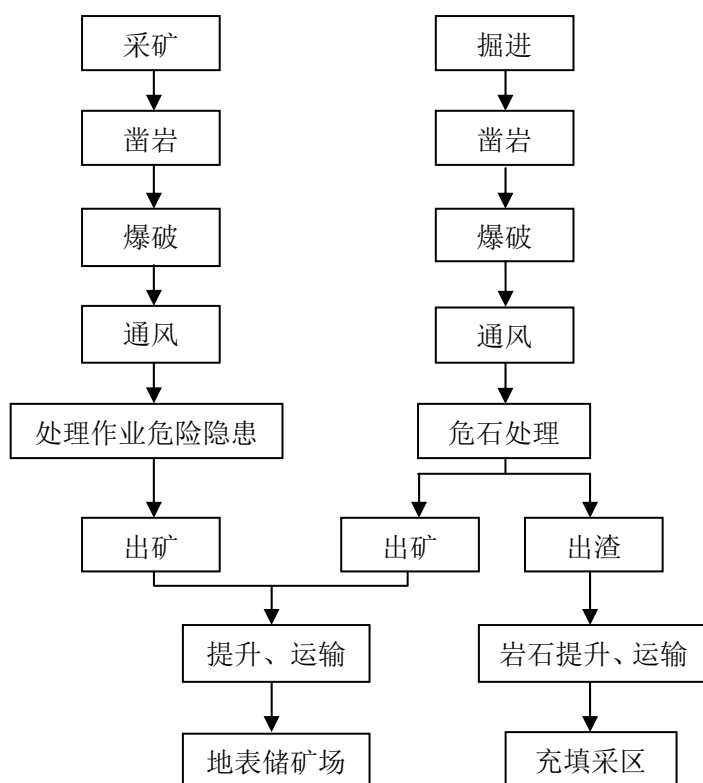 采矿
掘进
凿岩
凿岩
爆破
爆破
通风
通风
处理作业危险隐患
危石处理
出矿
出矿
出渣
提升、运输
岩石提升、运输
地表储矿场
充填采区